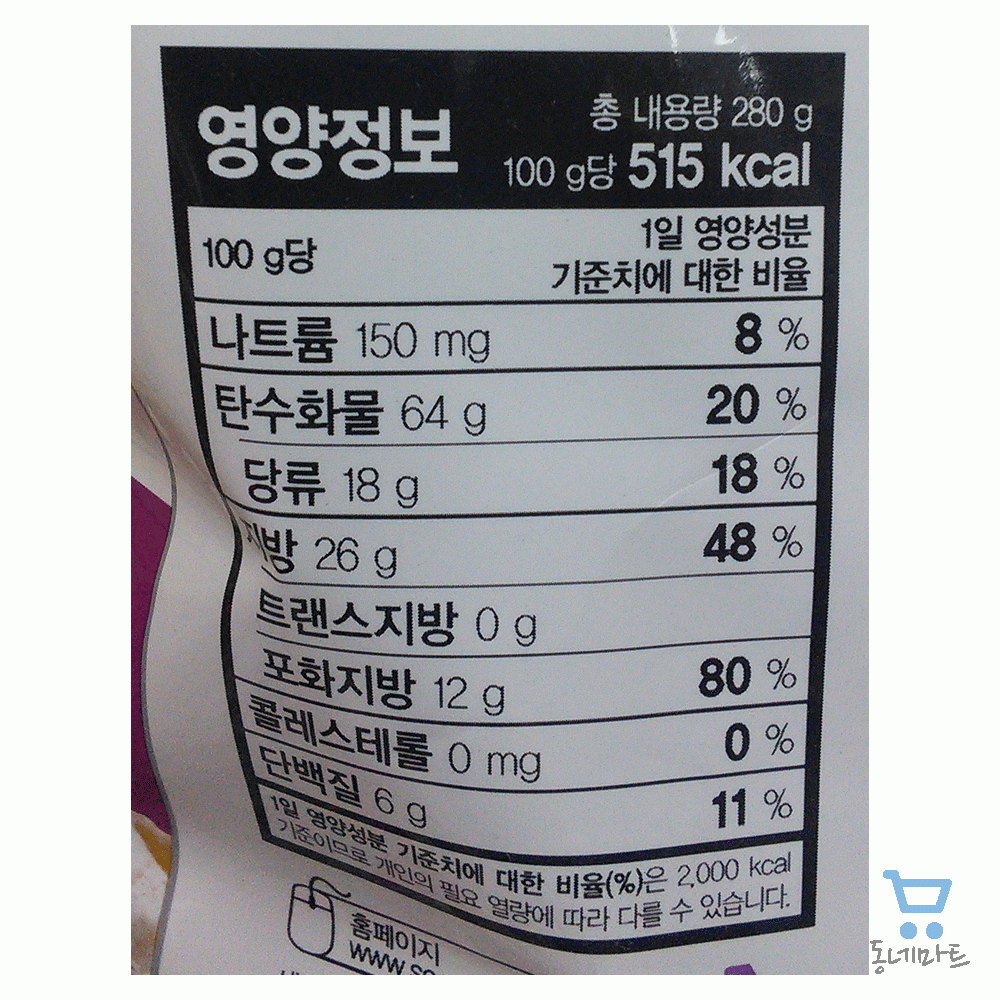 영양정보
총 내용량 280 g
100 g당 515 kcal
100 g당
1일 영양성분
기준치에 대한 비율
나트륨 150 mg 8 %
탄수화물 64 g 20 %
당류 18 g 18 %
지방 26 g 48 %
트랜스지방 0 g
포화지방 12 g 80 %
콜레스테롤 0 mg 0 %
단백질 6 g 11 %
1일 영양성분 기준치에 대한 비율(%)은 2,000 kcal
기준이므로 개인의 필요 열량에 따라 다를 수 있습니다.
홈페이지
동네마트